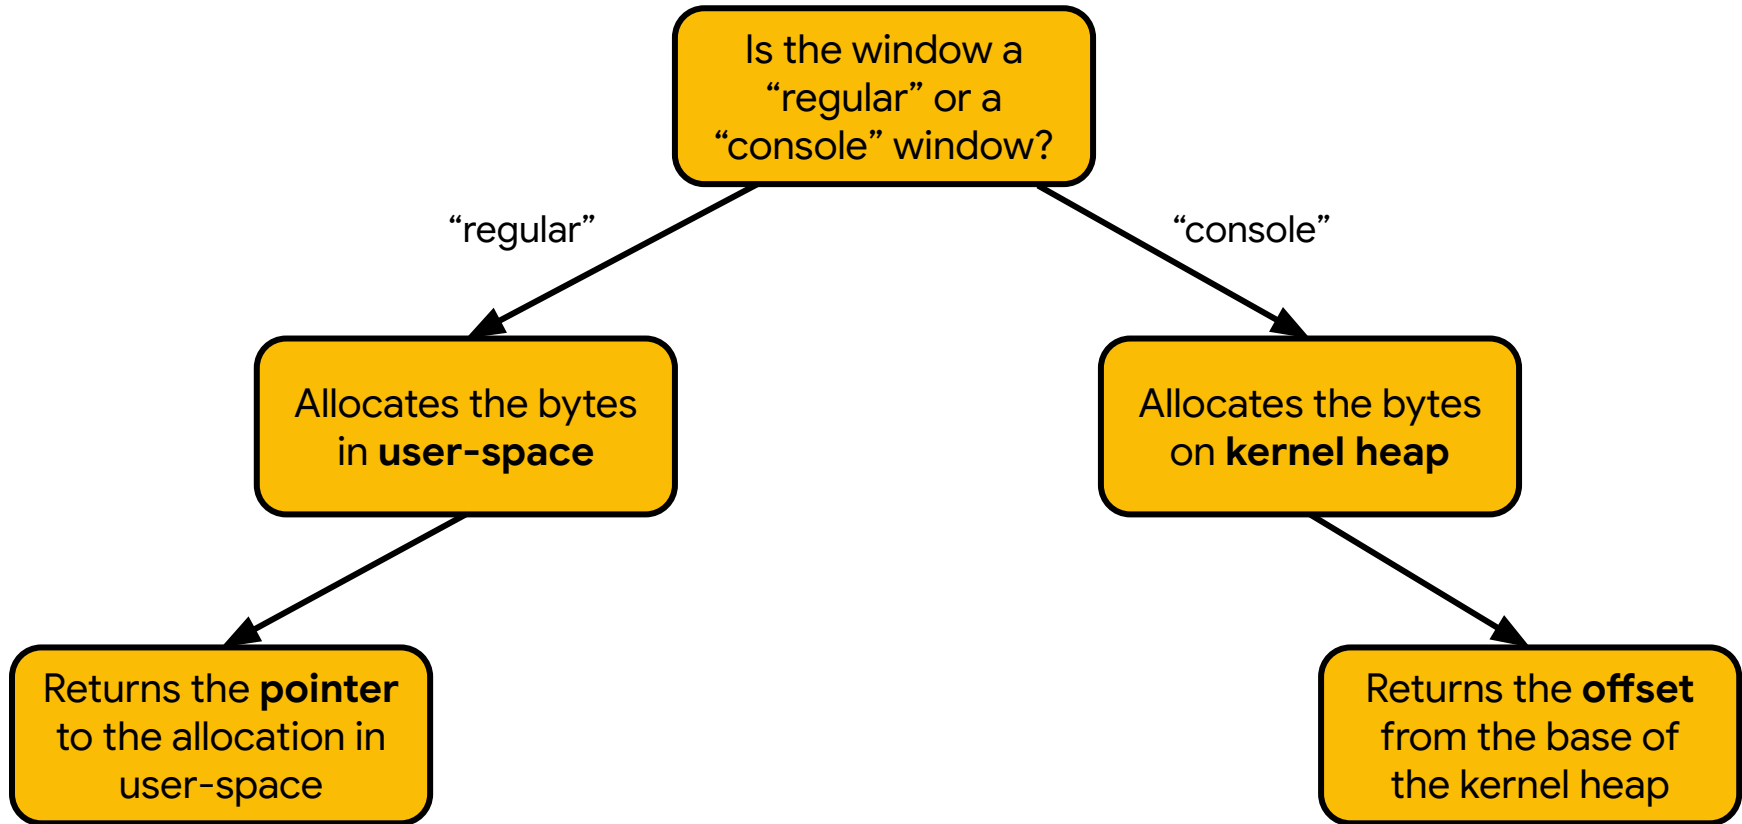 Is the window a
“regular” or a
“console” window?
“regular”
“console”
Allocates the bytes
in user-space
Allocates the bytes
on kernel heap
Returns the pointer
to the allocation in
user-space
Returns the offset
from the base of
the kernel heap